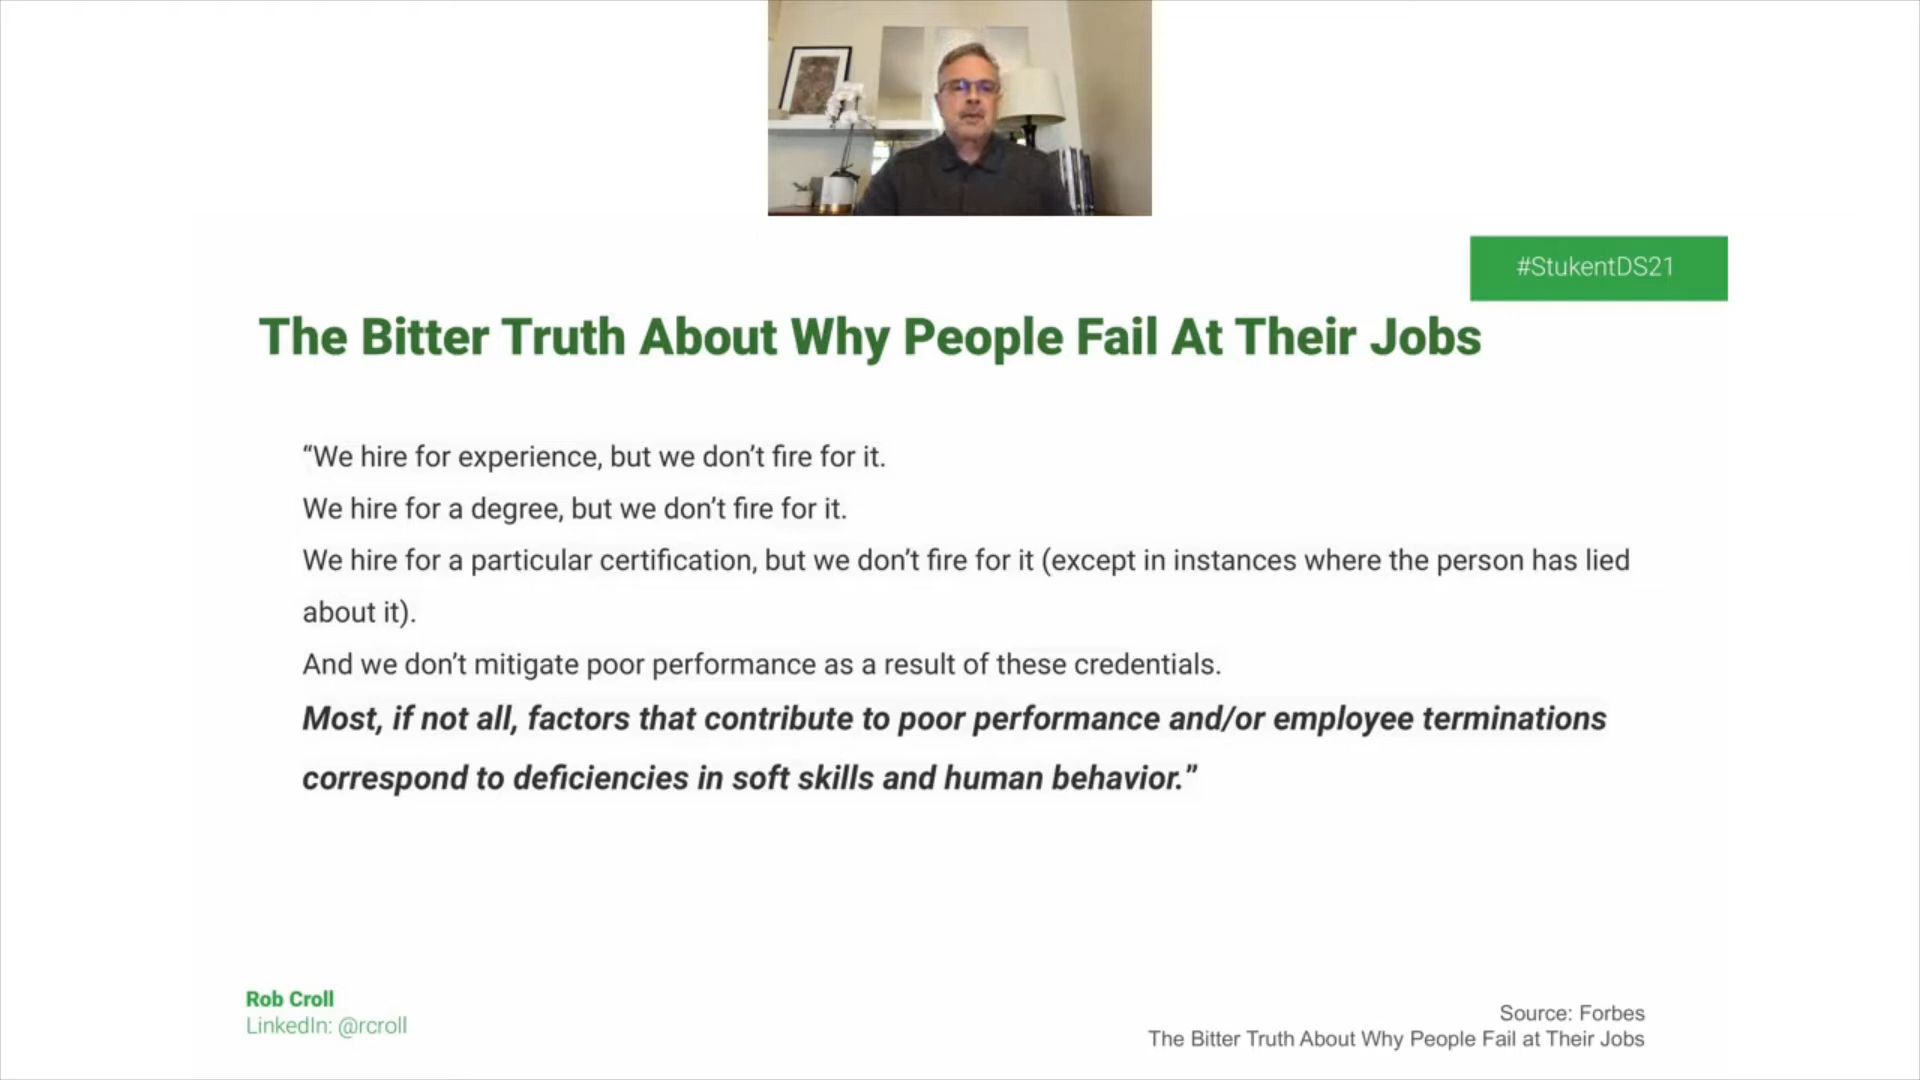 #StukentDS21
The Bitter Truth About Why People Fail At Their Jobs
“We hire for experience, but we don’t fire for it.
We hire for a degree, but we don’t fire for it.
We hire for a particular certification, but we don’t fire for it (except in instances where the person has lied
about it).
And we don’t mitigate poor performance as a result of these credentials.
Most, if not all, factors that contribute to poor performance and/or employee terminations
correspond to deficiencies in soft skills and human behavior.”
Rob Croll
LinkedIn: @rcroll
Source: Forbes
The Bitter Truth About Why People Fail at Their Jobs